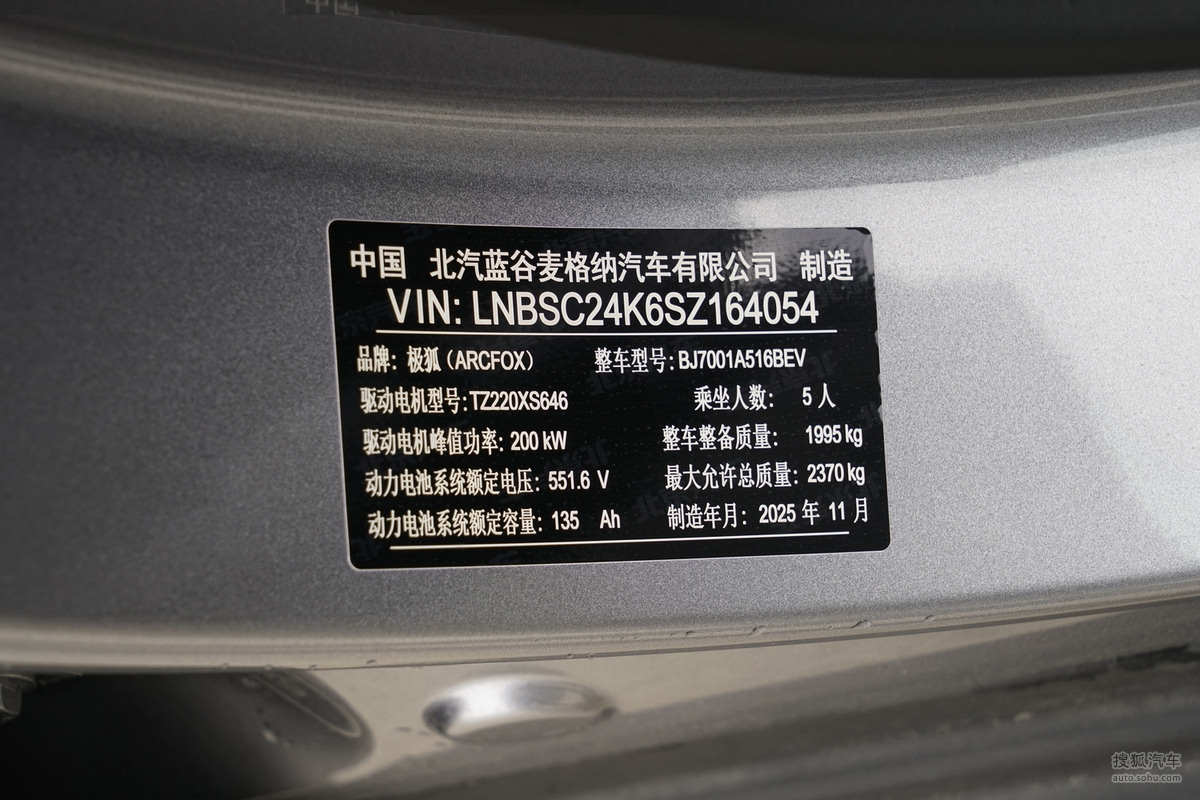 中国 北汽蓝谷麦格纳汽车有限公司 制造
VIN: LNBSC24K6SZ164054
品牌: 极狐（ARCFOX） 整车型号: BJ7001A516BEV
驱动电机型号: TZ220XS646 乘坐人数: 5 人
驱动电机峰值功率: 200 kW 整车整备质量: 1995 kg
动力电池系统额定电压: 551.6 V 最大允许总质量: 2370 kg
动力电池系统额定容量: 135 Ah 制造年月: 2025 年 11 月
搜狐汽车
auto.sohu.com